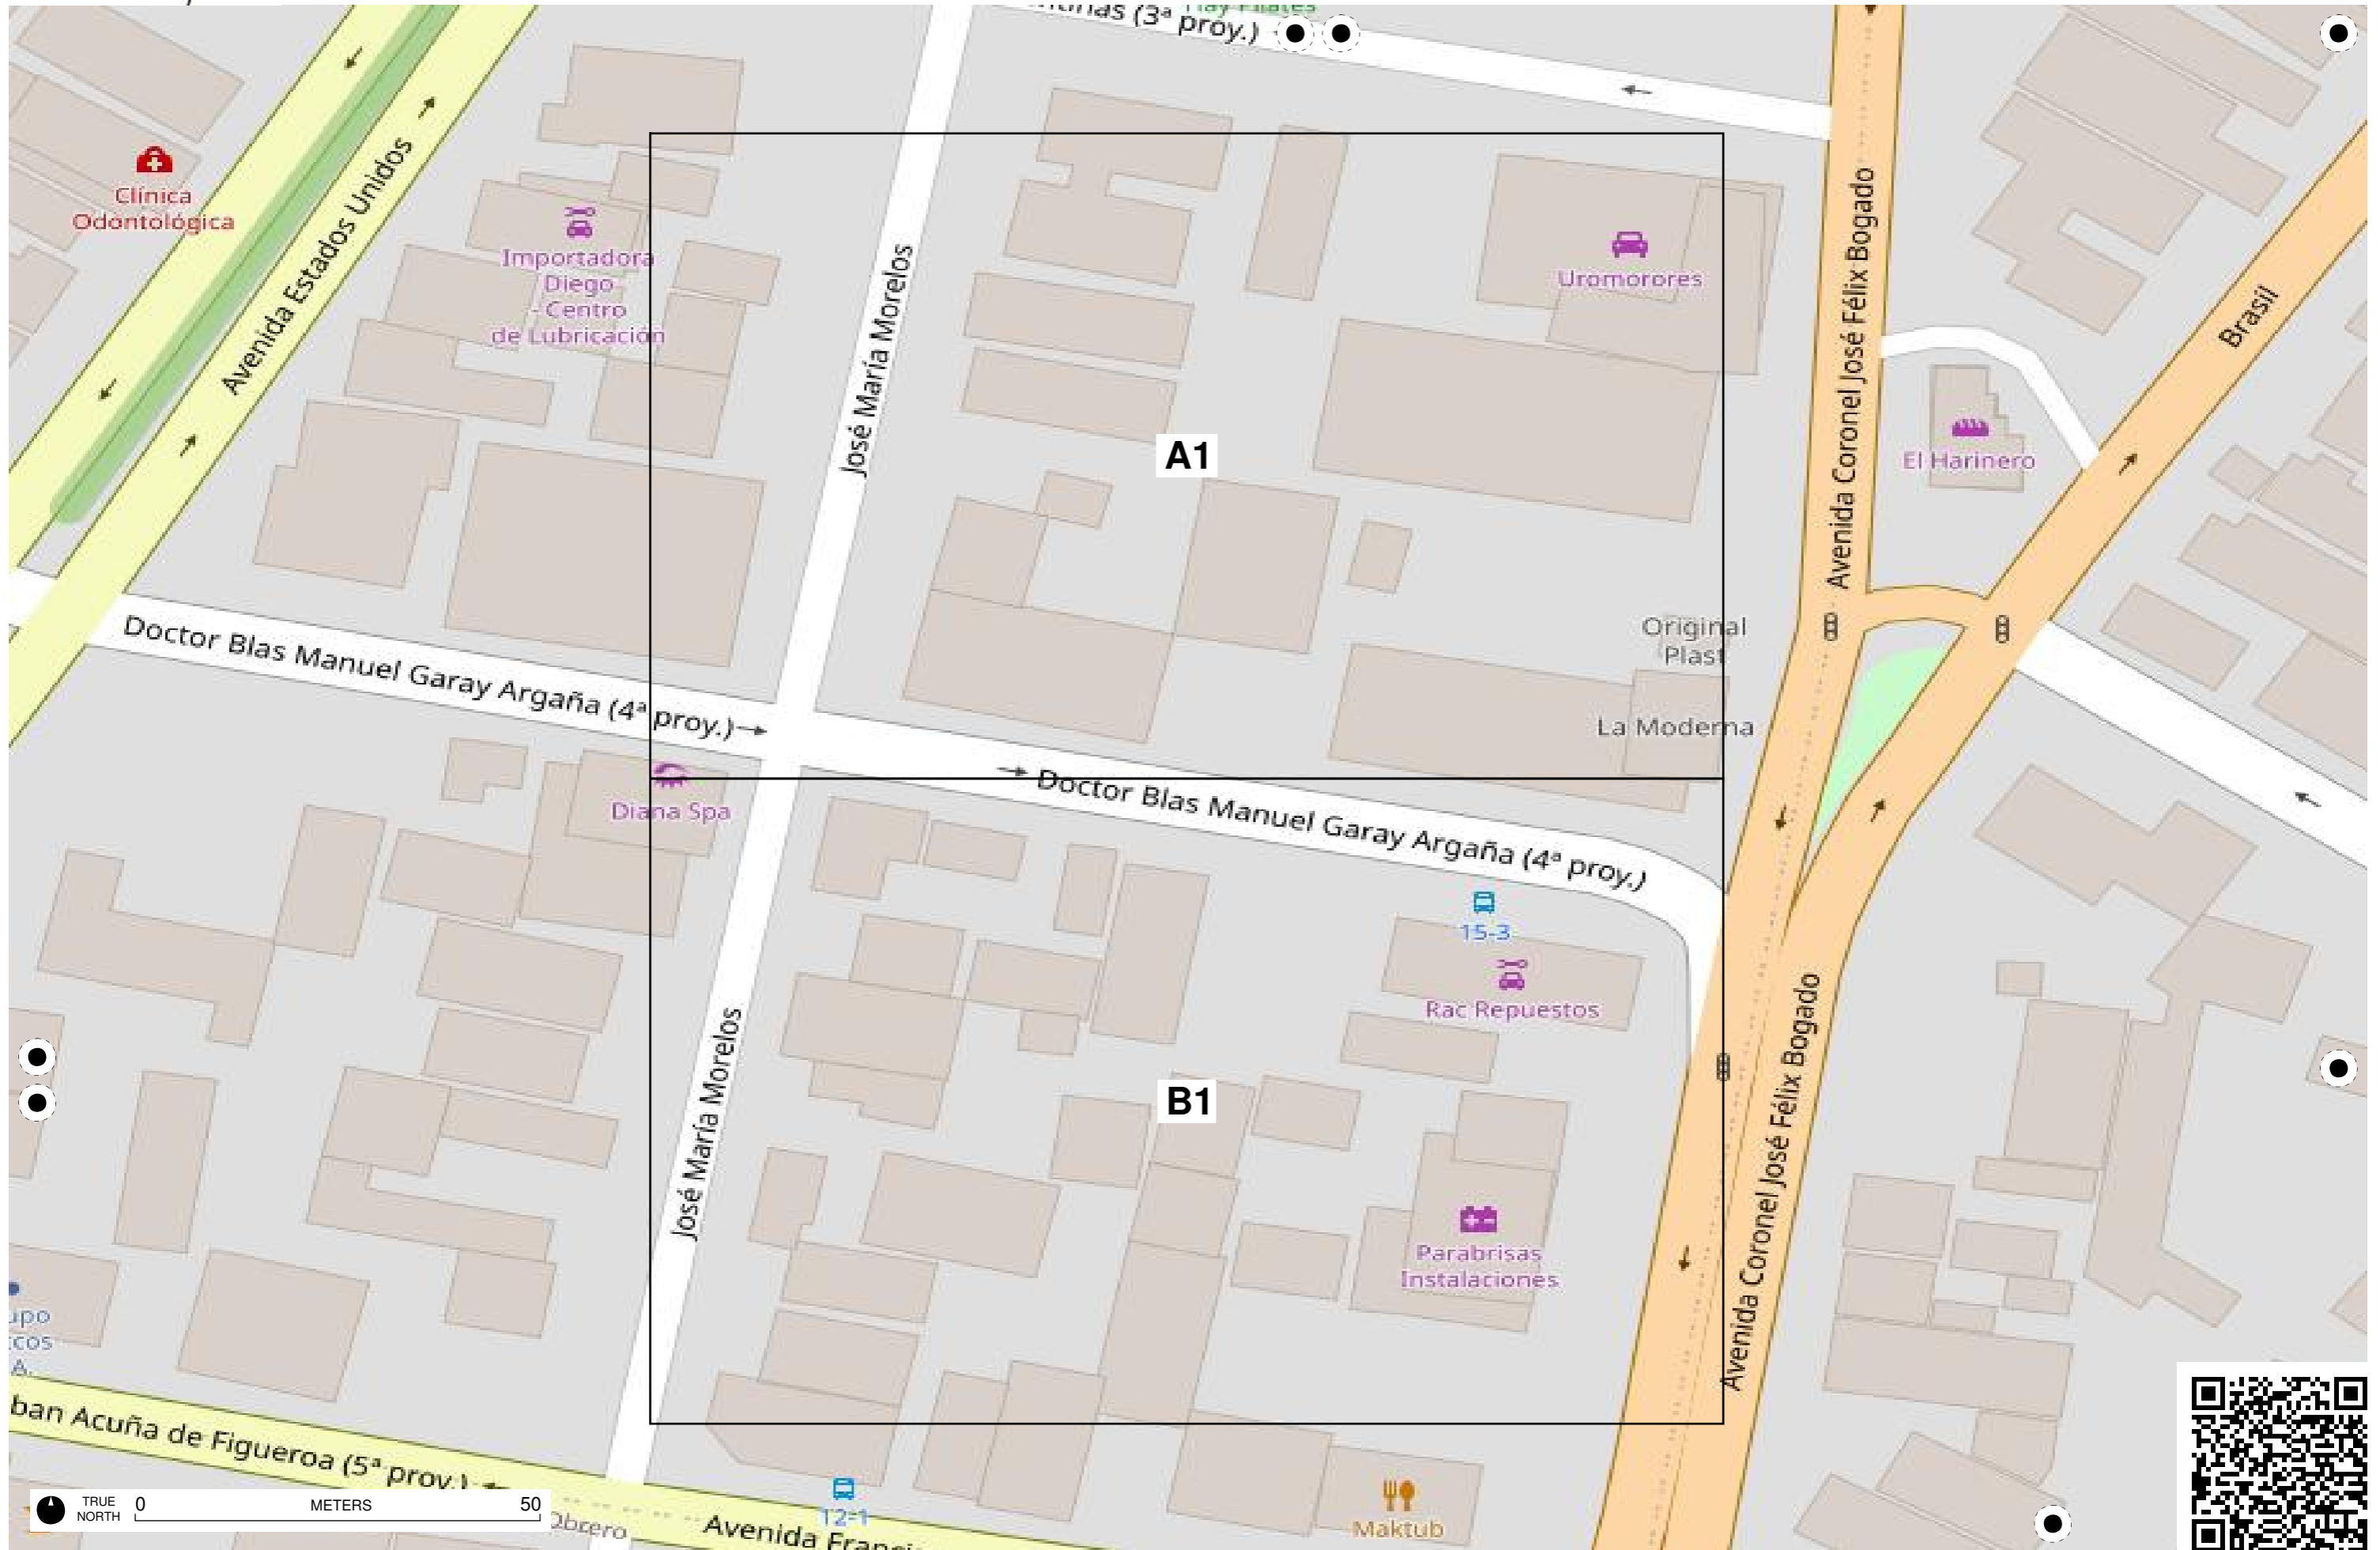 (3ª proy.)
Clínica
Odontológica
Avenida Estados Unidos
Importadora
Diego
- Centro
de Lubricación
José María Morelos
Uromorores
Avenida Coronel José Félix Bogado
Brasil
El Harinero
A1
Original
Plast
La Moderna
Doctor Blas Manuel Garay Argaña (4ª proy.)
Doctor Blas Manuel Garay Argaña (4ª proy.)
Diana Spa
15-3
Rac Repuestos
José María Morelos
B1
Avenida Coronel José Félix Bogado
Parabrisas
Instalaciones
upo
cos
A.
ban Acuña de Figueroa (5ª proy.)
TRUE
NORTH
0 METERS 50
Obrero
12-1
Avenida Franci
Maktub